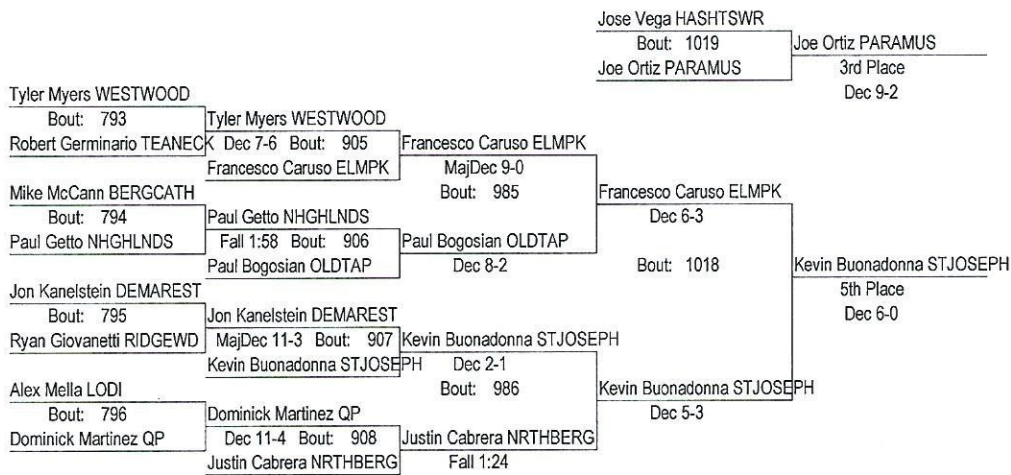 Jose Vega HASHTSWR
Bout: 1019
Joe Ortiz PARAMUS
Joe Ortiz PARAMUS
3rd Place
Dec 9-2
Tyler Myers WESTWOOD
Bout: 793
Robert Germinario TEANECK
Tyler Myers WESTWOOD
Dec 7-6 Bout: 905
Francesco Caruso ELMPK
Francesco Caruso ELMPK
MajDec 9-0
Bout: 985
Mike McCann BERGCATH
Bout: 794
Paul Getto NHGHLNDS
Paul Getto NHGHLNDS
Fall 1:58 Bout: 906
Paul Bogosian OLDTAP
Paul Bogosian OLDTAP
Dec 8-2
Francesco Caruso ELMPK
Dec 6-3
Bout: 1018
Kevin Buonadonna STJOSEPH
5th Place
Dec 6-0
Jon Kanelstein DEMAREST
Bout: 795
Ryan Giovanetti RIDGEWD
Jon Kanelstein DEMAREST
MajDec 11-3 Bout: 907
Kevin Buonadonna STJOSEPH
Kevin Buonadonna STJOSEPH
Dec 2-1
Bout: 986
Alex Mella LODI
Bout: 796
Dominick Martinez QP
Dominick Martinez QP
Dec 11-4 Bout: 908
Justin Cabrera NRTHBERG
Justin Cabrera NRTHBERG
Fall 1:24
Kevin Buonadonna STJOSEPH
Dec 5-3